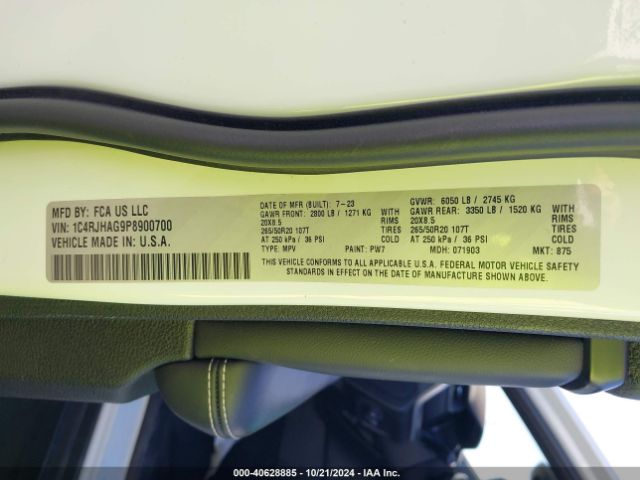 MFD BY: FCA US LLC
VIN: 1C4RJHAG9P8900700
VEHICLE MADE IN U.S.A.
DATE OF MFR (BUILT): 7-23
GAWR FRONT: 2800 LB / 1271 KG WITH
20X8.5 RIMS
265/50R20 107T TIRES
AT 250 kPa / 36 PSI COLD
TYPE: MPV PAINT: PW7
GVWR: 6050 LB / 2745 KG
GAWR REAR: 3350 LB / 1520 KG WITH
20X8.5 RIMS
265/50R20 107T TIRES
AT 250 kPa / 36 PSI COLD
MDH: 071903 MKT: 875
THIS VEHICLE CONFORMS TO ALL APPLICABLE U.S.A. FEDERAL MOTOR VEHICLE SAFETY
STANDARDS IN EFFECT ON THE DATE OF MANUFACTURE SHOWN ABOVE.
000-40628885 - 10/21/2024 - IAA Inc.